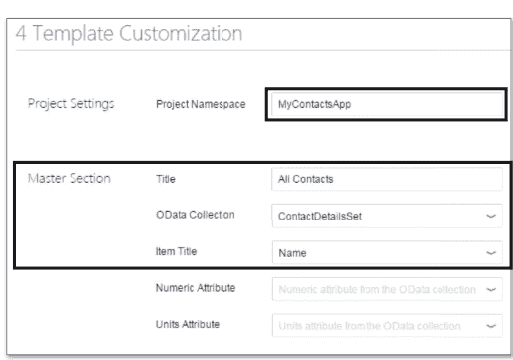 4 Template Customization
Project Settings Project Namespace MyContactsApp
Master Section Title All Contacts
OData Collecton ContactDetailsSet
Item Title Name
Numeric Attribute Numeric attribute from the OData collection
Units Attribute Units attribute from the OData collection